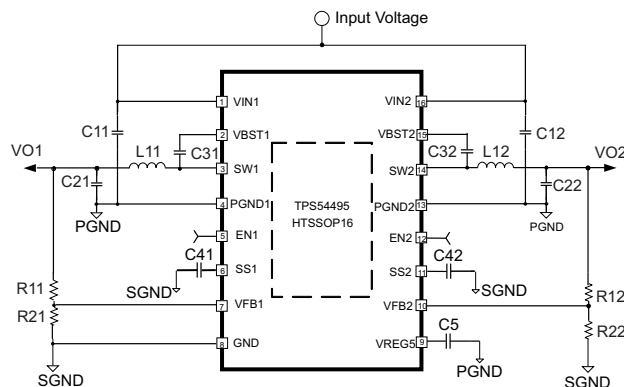 Input Voltage
1 VIN1
VIN2 16
C11
2 VBST1
VBST2 15
C12
VO1
L11
C31
C32
L12
VO2
3 SW1
SW2 14
C21
C22
TPS54495
HTSSOP16
4 PGND1
PGND2 13
PGND
PGND
5 EN1
EN2 12
C41
C42
6 SS1
SS2 11
SGND
SGND
R11
R12
7 VFB1
VFB2 10
R21
R22
C5
8 GND
VREG5 9
SGND
PGND
SGND